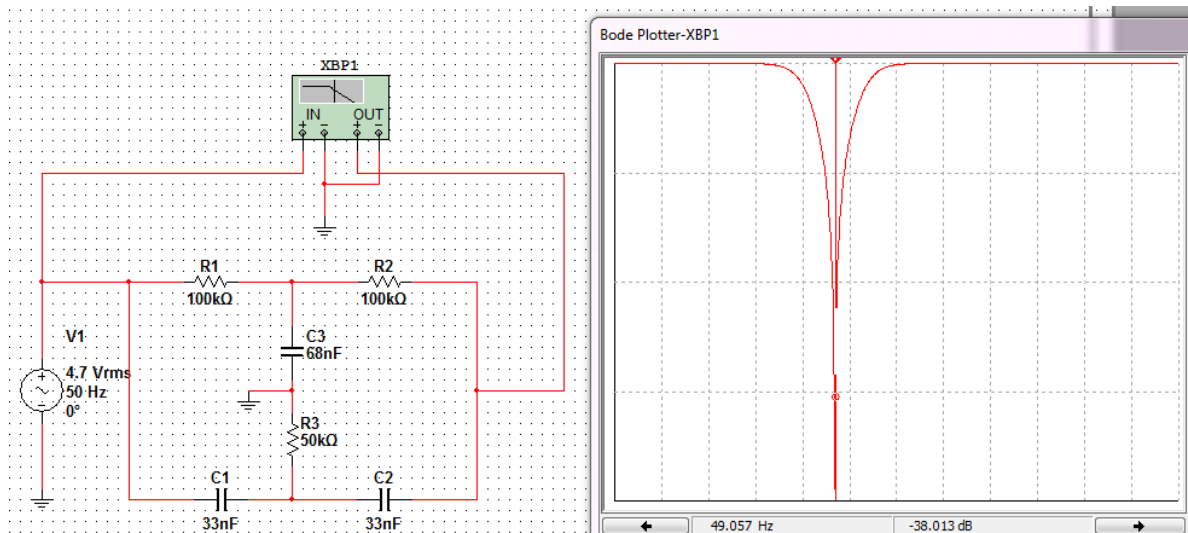 Bode Plotter-XBP1
XBP1
IN OUT
+ − + −
R1
100kΩ
R2
100kΩ
V1
4.7 Vrms
50 Hz
0°
C3
68nF
R3
50kΩ
C1
33nF
C2
33nF
49.057 Hz
-38.013 dB